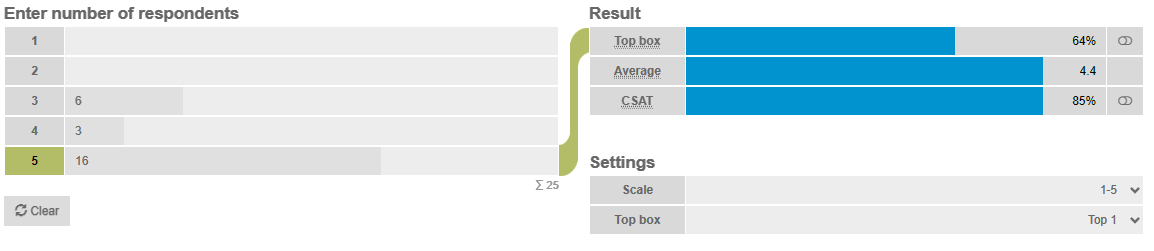 Enter number of respondents
1
2
3 6
4 3
5 16
Σ 25
Clear
Result
Top box 64%
Average 4.4
CSAT 85%
Settings
Scale 1-5
Top box Top 1